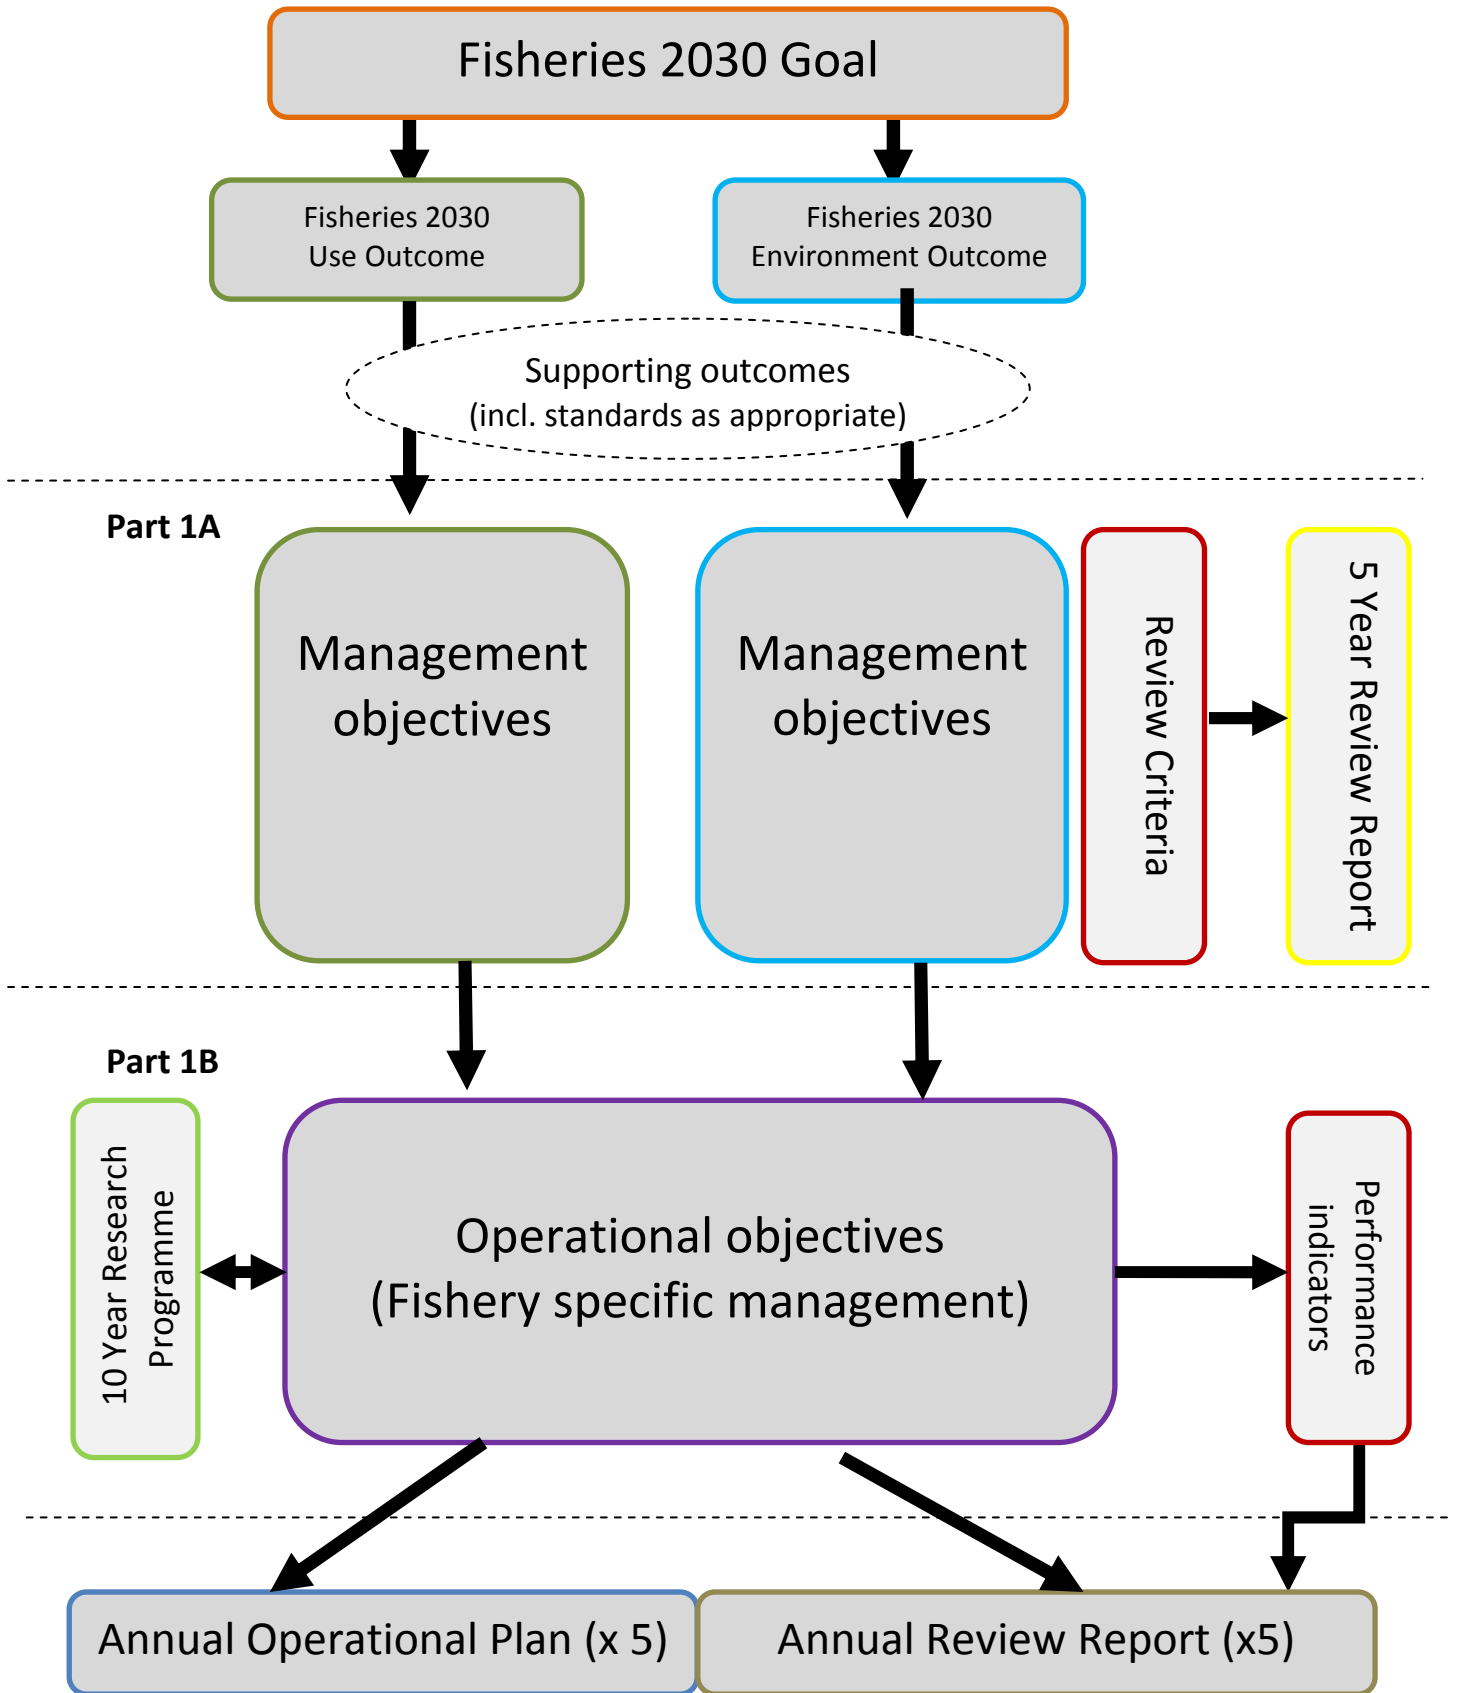 Fisheries 2030 Goal
Fisheries 2030
Use Outcome
Fisheries 2030
Environment Outcome
Supporting outcomes
(incl. standards as appropriate)
Part 1A
Management
objectives
Management
objectives
Review Criteria
5 Year Review Report
Part 1B
10 Year Research
Programme
Operational objectives
(Fishery specific management)
Performance
indicators
Annual Operational Plan (x 5)
Annual Review Report (x5)